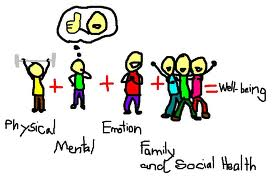 + + + = Well-being
Physical
Mental
Emotion
Family
and Social Health